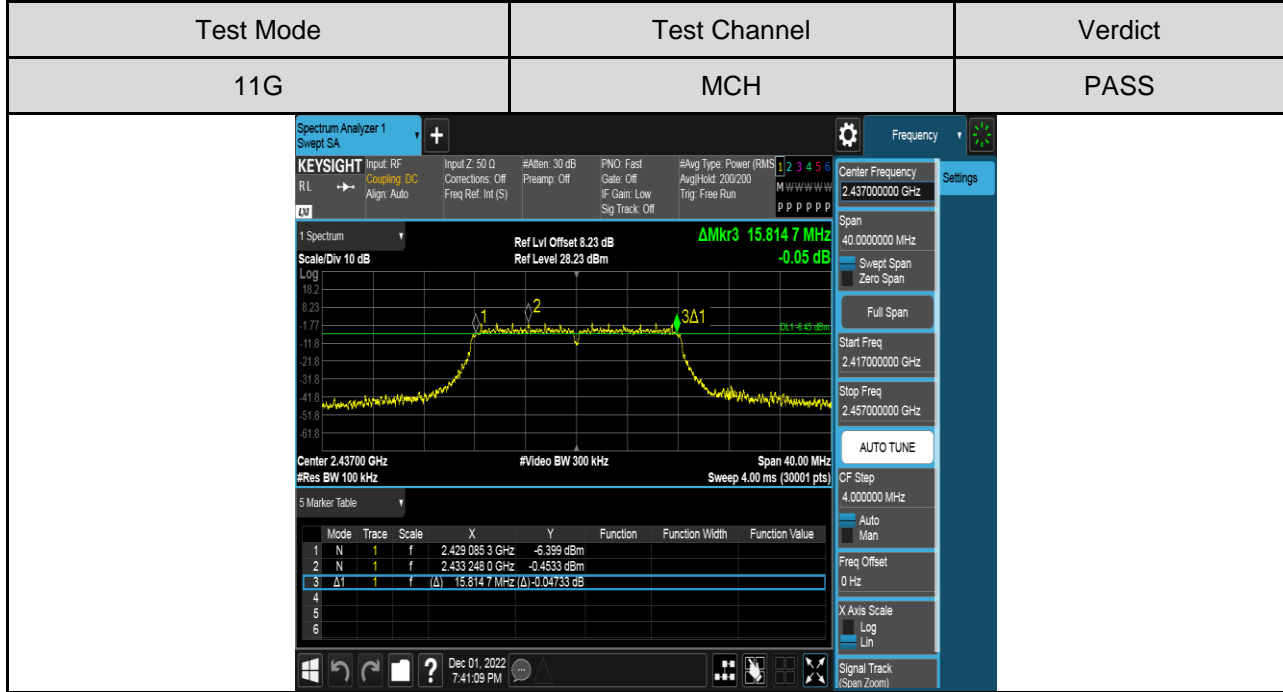 Test Mode Test Channel Verdict
11G MCH PASS
Spectrum Analyzer 1
Swept SA
+
Frequency
KEYSIGHT Input: RF Input Z: 50 Ω #Atten: 30 dB PNO: Fast #Avg Type: Power (RMS 1 2 3 4 5 6
RL Coupling: DC Corrections: Off Preamp: Off Gate: Off Avg|Hold: 200/200 M W W W W W
Align: Auto Freq Ref: Int (S) IF Gain: Low Trig: Free Run
LXI Sig Track: Off P P P P P P
1 Spectrum
Ref Lvl Offset 8.23 dB ΔMkr3 15.814 7 MHz
Scale/Div 10 dB Ref Level 28.23 dBm -0.05 dB
Log
18.2
8.23
-1.77
-11.8
-21.8
-31.8
-41.8
-51.8
-61.8
1 2 3Δ1
DL1 -6.45 dBm
Center 2.43700 GHz #Video BW 300 kHz Span 40.00 MHz
#Res BW 100 kHz Sweep 4.00 ms (30001 pts)
5 Marker Table
Mode Trace Scale X Y Function Function Width Function Value
1 N 1 f 2.429 085 3 GHz -6.399 dBm
2 N 1 f 2.433 248 0 GHz -0.4533 dBm
3 Δ1 1 f (Δ) 15.814 7 MHz (Δ) -0.04733 dB
4
5
6
Dec 01, 2022
7:41:09 PM
?
Center Frequency
2.437000000 GHz
Settings
Span
40.0000000 MHz
Swept Span
Zero Span
Full Span
Start Freq
2.417000000 GHz
Stop Freq
2.457000000 GHz
AUTO TUNE
CF Step
4.000000 MHz
Auto
Man
Freq Offset
0 Hz
X Axis Scale
Log
Lin
Signal Track
(Span Zoom)